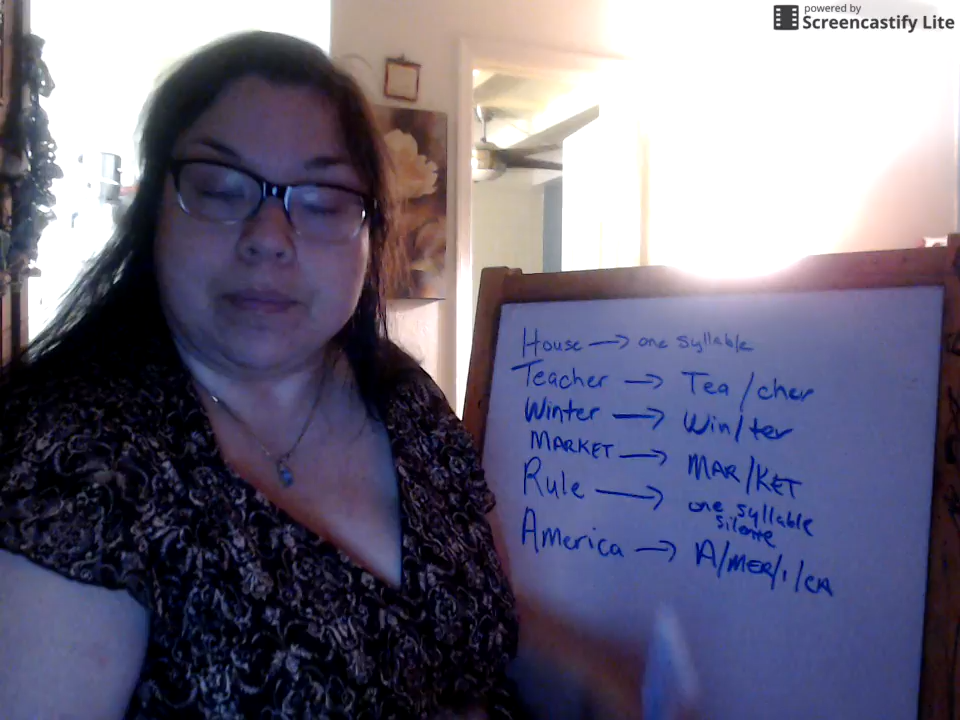 powered by
Screencastify Lite
House → one syllable
Teacher → Tea/cher
Winter → Win/ter
MARKET → MAR/KET
Rule → one syllable
silent e
America → A/MER/I/CA